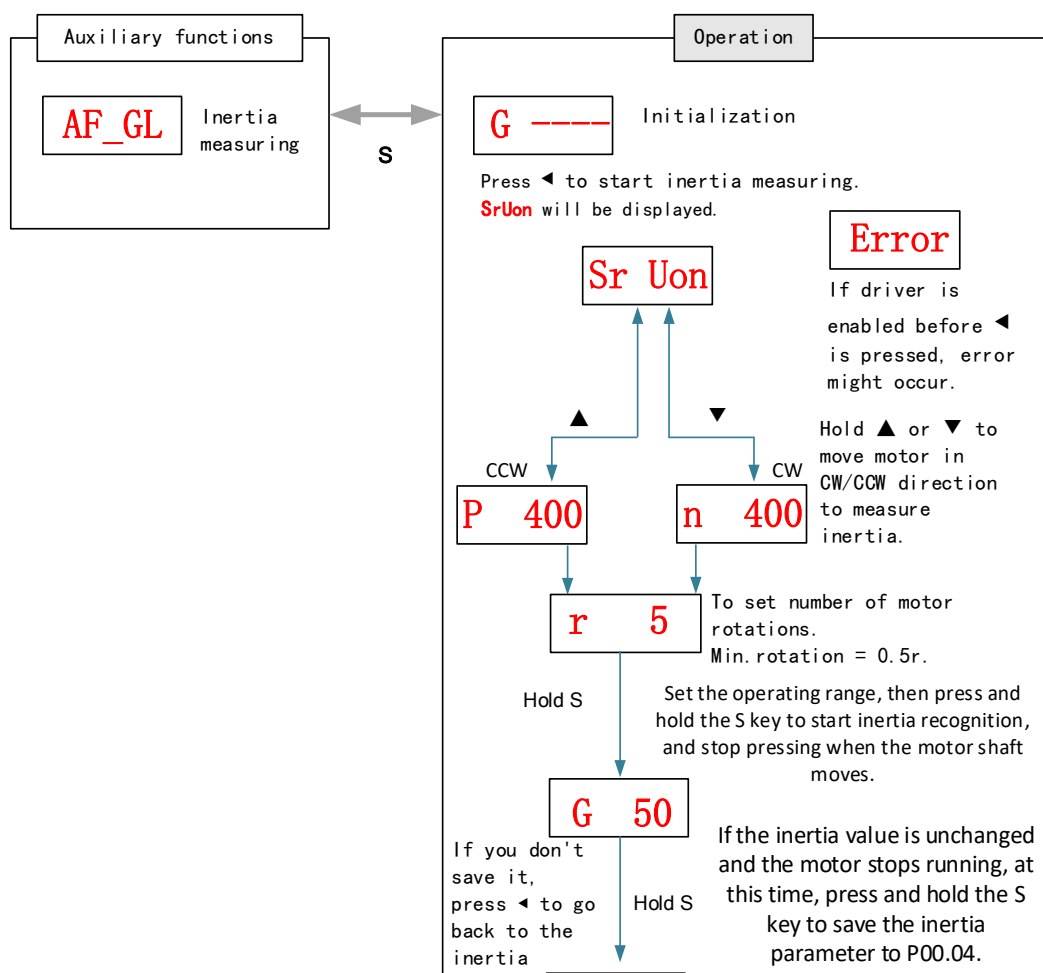 Auxiliary functions
AF_GL
Inertia
measuring
S
Operation
G ----
Initialization
Press ◄ to start inertia measuring.
SrUon will be displayed.
Sr Uon
Error
If driver is
enabled before ◄
is pressed, error
might occur.
▲
▼
Hold ▲ or ▼ to
move motor in
CW/CCW direction
to measure
inertia.
CCW
CW
P 400
n 400
r 5
To set number of motor
rotations.
Min.rotation = 0.5r.
Hold S
Set the operating range, then press and
hold the S key to start inertia recognition,
and stop pressing when the motor shaft
moves.
G 50
If you don't
save it,
press ◄ to go
back to the
inertia
Hold S
If the inertia value is unchanged
and the motor stops running, at
this time, press and hold the S
key to save the inertia
parameter to P00.04.